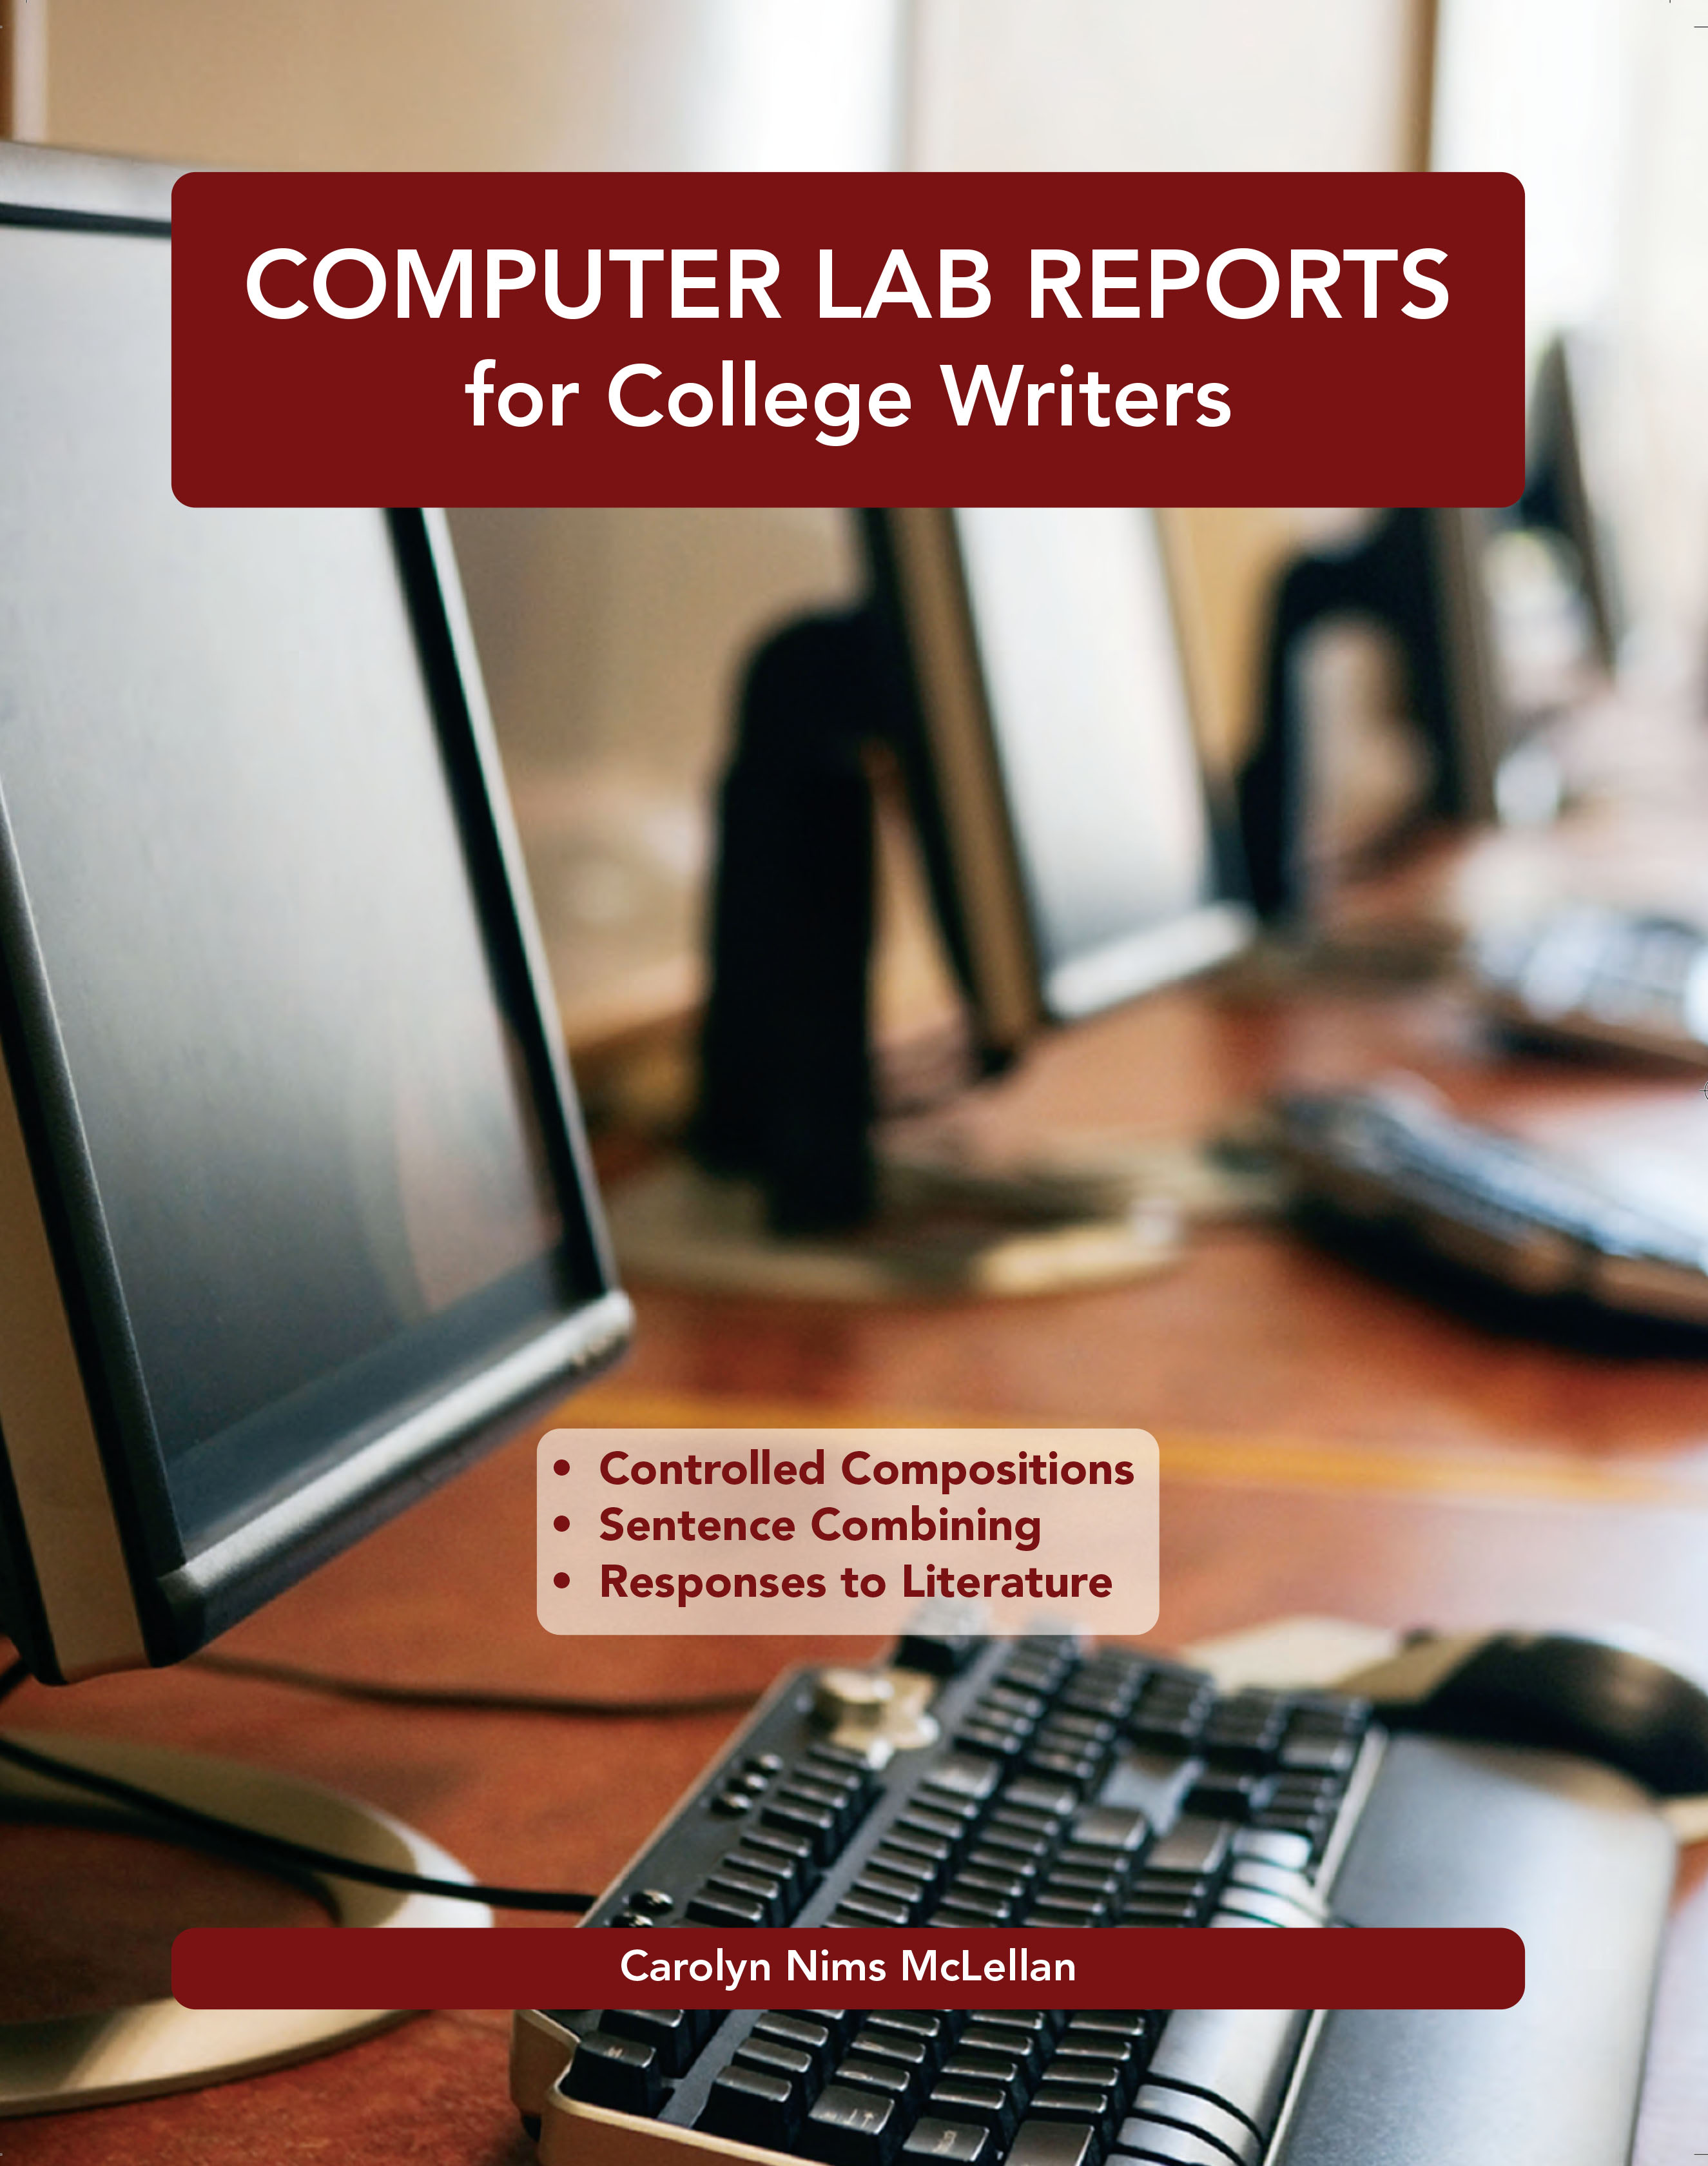 COMPUTER LAB REPORTS
for College Writers
• Controlled Compositions
• Sentence Combining
• Responses to Literature
Carolyn Nims McLellan